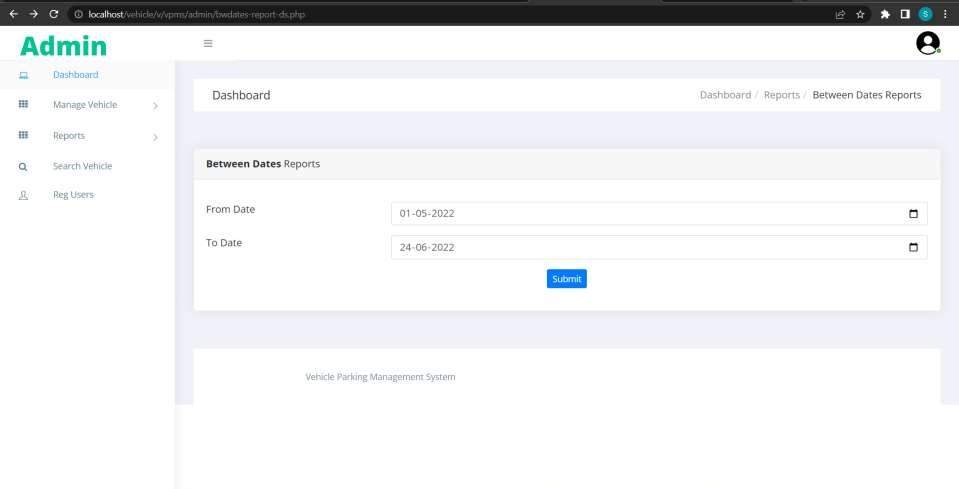 localhost/vehicle/v/vpms/admin/bwdates-report-ds.php
S
Admin
Dashboard
Manage Vehicle
Reports
Search Vehicle
Reg Users
Dashboard
Dashboard / Reports / Between Dates Reports
Between Dates Reports
From Date
01-05-2022
To Date
24-06-2022
Submit
Vehicle Parking Management System